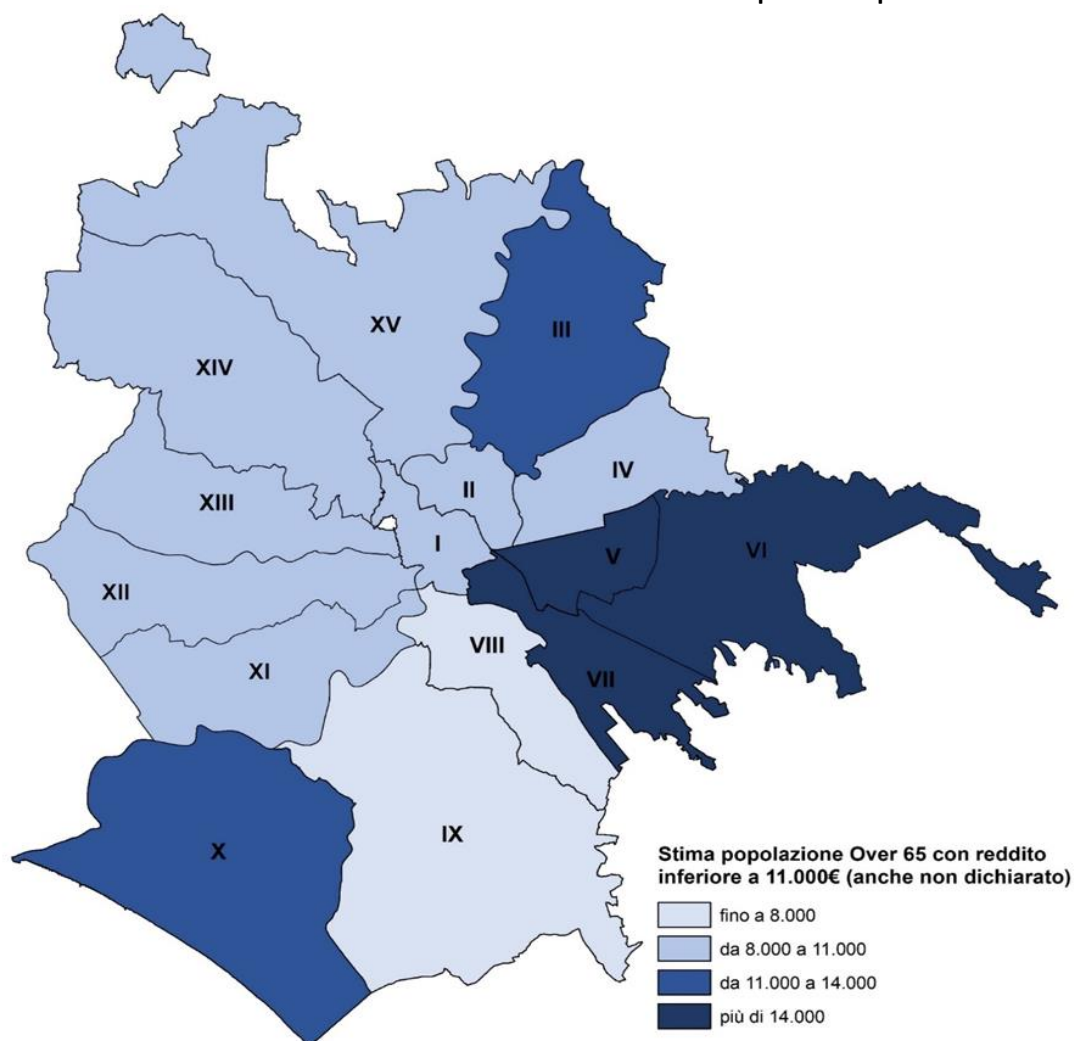 XV
III
XIV
IV
II
XIII
I
V
VI
XII
VIII
XI
VII
IX
X
Stima popolazione Over 65 con reddito
inferiore a 11.000€ (anche non dichiarato)
fino a 8.000
da 8.000 a 11.000
da 11.000 a 14.000
più di 14.000